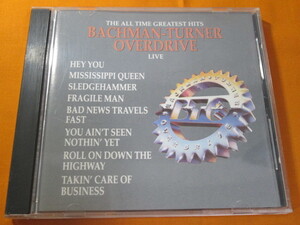 THE ALL TIME GREATEST HITS
BACHMAN-TURNER
OVERDRIVE
LIVE
HEY YOU
MISSISSIPPI QUEEN
SLEDGEHAMMER
FRAGILE MAN
BAD NEWS TRAVELS
FAST
YOU AIN'T SEEN
NOTHIN' YET
ROLL ON DOWN THE
HIGHWAY
TAKIN' CARE OF
BUSINESS